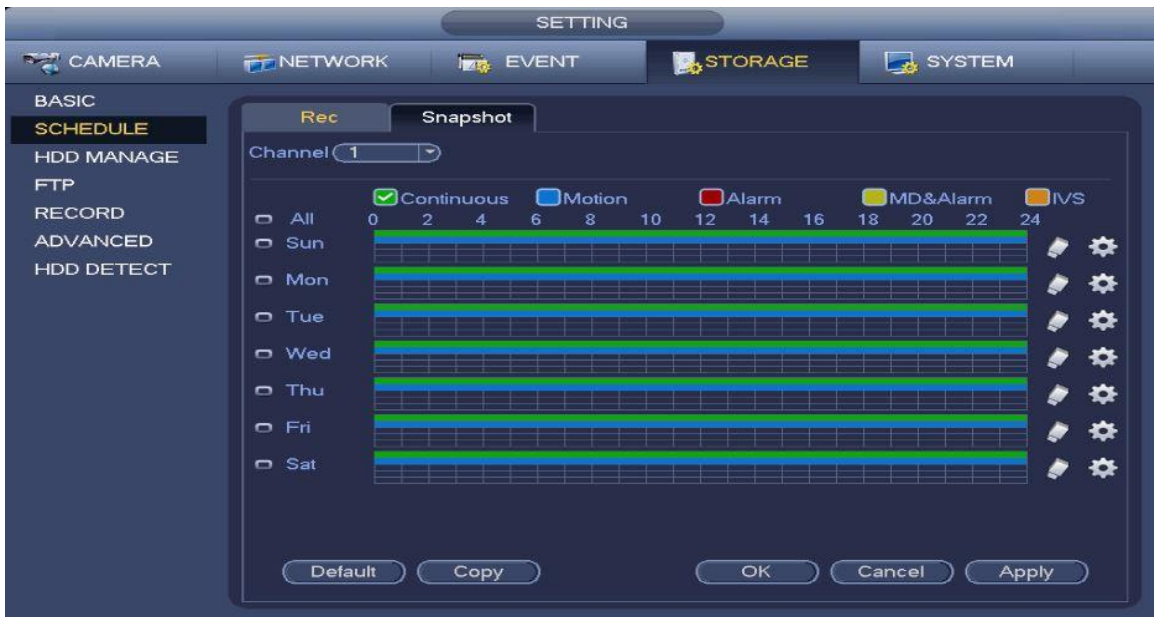 SETTING
CAMERA NETWORK EVENT STORAGE SYSTEM
BASIC
SCHEDULE
HDD MANAGE
FTP
RECORD
ADVANCED
HDD DETECT
Rec Snapshot
Channel 1
Continuous Motion Alarm MD&Alarm IVS
All 0 2 4 6 8 10 12 14 16 18 20 22 24
Sun
Mon
Tue
Wed
Thu
Fri
Sat
Default Copy OK Cancel Apply